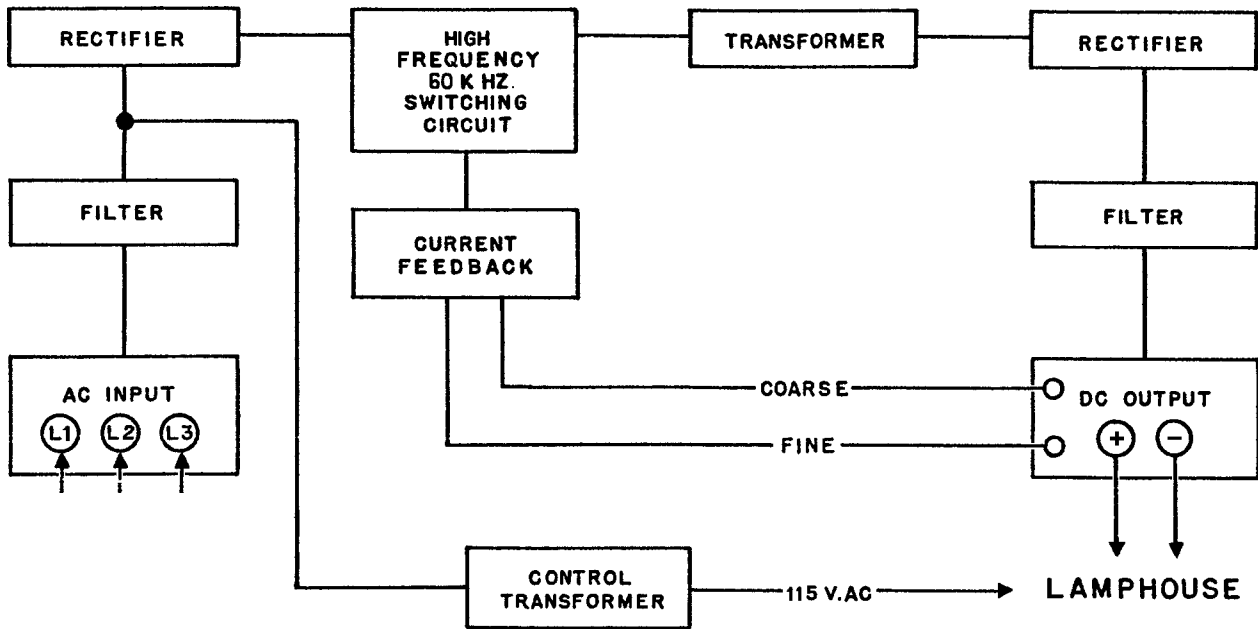 RECTIFIER
HIGH
FREQUENCY
60 K HZ.
SWITCHING
CIRCUIT
TRANSFORMER
RECTIFIER
FILTER
CURRENT
FEEDBACK
FILTER
AC INPUT
L1 L2 L3
COARSE
FINE
DC OUTPUT
+ −
CONTROL
TRANSFORMER
115 V.AC
LAMPHOUSE